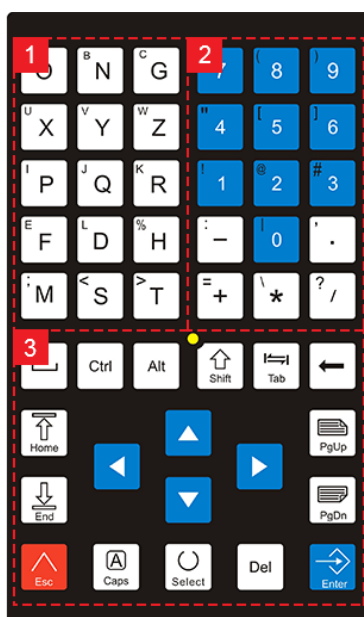 1 O B N C G 2 7 ( 8 ) 9
U X V Y W Z " 4 [ 5 ] 6
I P J Q K R ! 1 @ 2 # 3
E F L D % H : - | 0 ' .
; M < S > T = + \ * ? /
3 Ctrl Alt Shift Tab
Home PgUp
End PgDn
Esc A Caps Select Del Enter